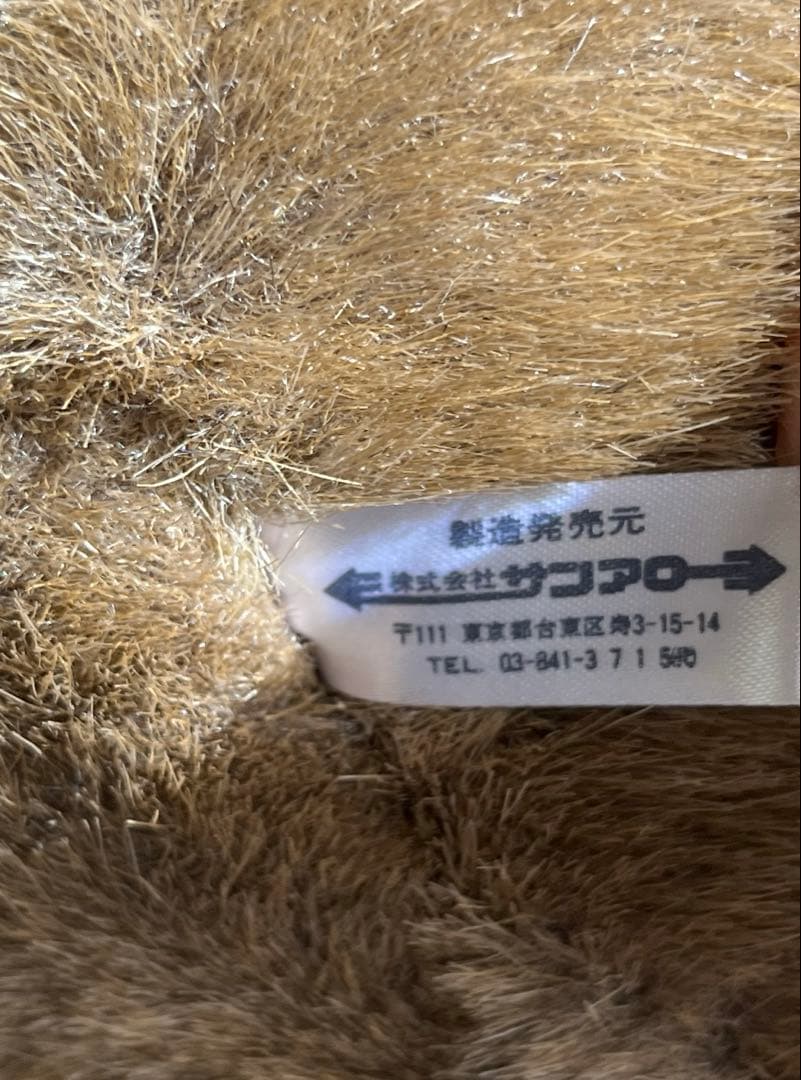 製造発売元
株式会社サンアロー
〒111 東京都台東区寿3-15-14
TEL. 03-841-3 7 1 5